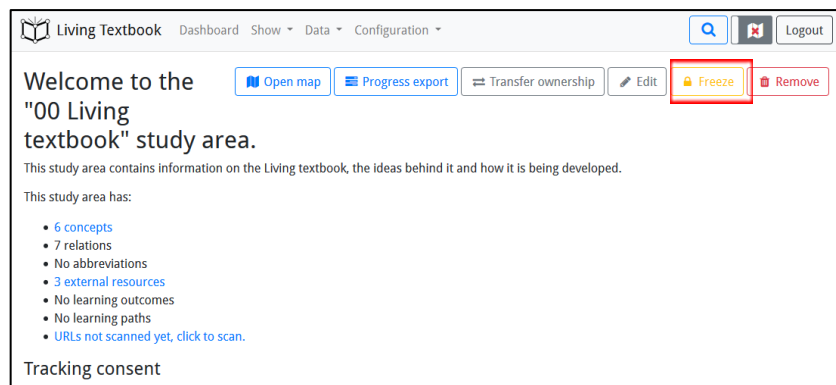 Living Textbook Dashboard Show Data Configuration Logout
Welcome to the
"00 Living
textbook" study area.
Open map Progress export Transfer ownership Edit Freeze Remove
This study area contains information on the Living textbook, the ideas behind it and how it is being developed.
This study area has:
• 6 concepts
• 7 relations
• No abbreviations
• 3 external resources
• No learning outcomes
• No learning paths
• URLs not scanned yet, click to scan.
Tracking consent